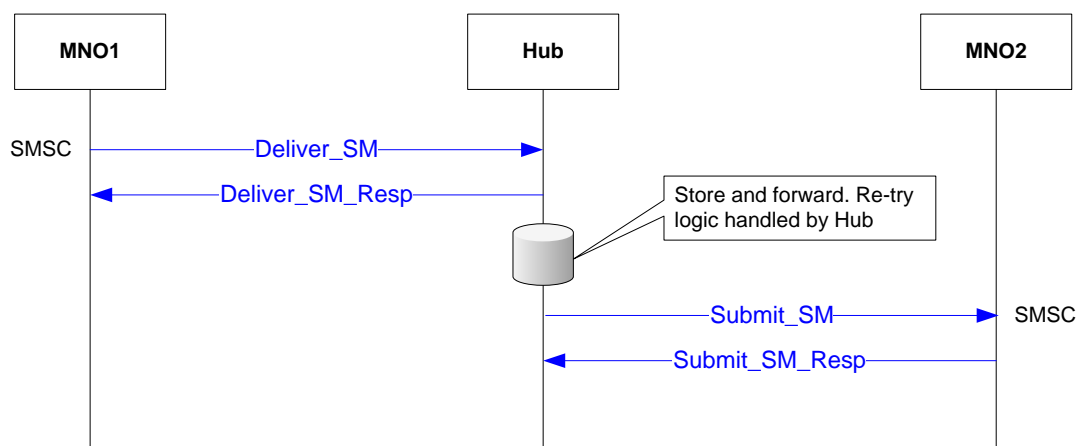 MNO1
Hub
MNO2
SMSC
Deliver_SM
Deliver_SM_Resp
Store and forward. Re-try
logic handled by Hub
Submit_SM
SMSC
Submit_SM_Resp